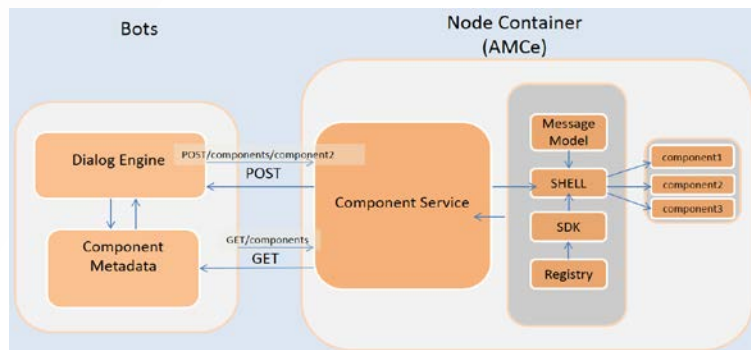 Bots
Node Container
(AMCe)
Dialog Engine
Component
Metadata
POST/components/component2
POST
GET/components
GET
Component Service
Message
Model
SHELL
SDK
Registry
component1
component2
component3